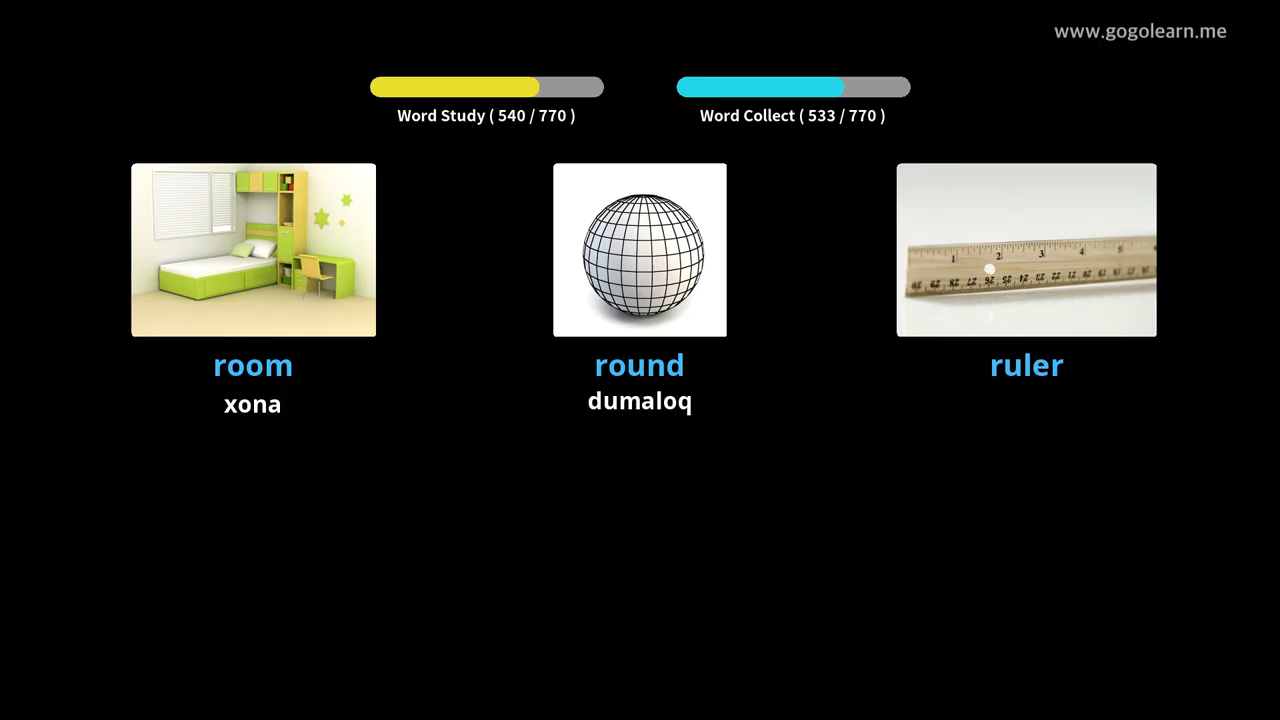 www.gogolearn.me
Word Study ( 540 / 770 )
Word Collect ( 533 / 770 )
room
round
ruler
xona
dumaloq